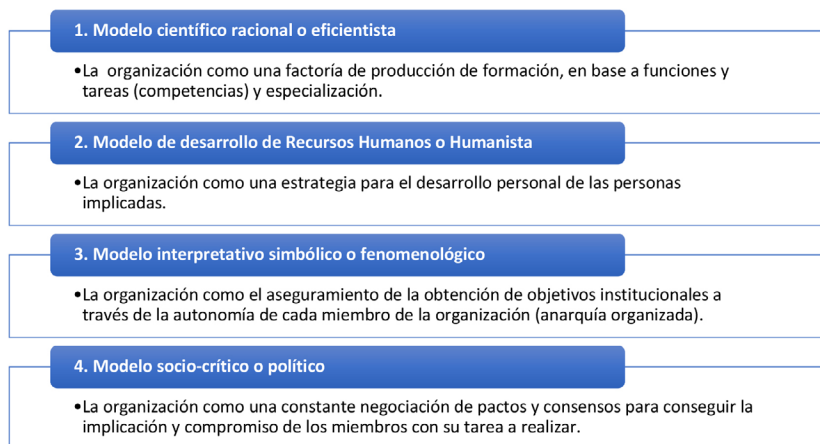 1. Modelo científico racional o eficientista
•La organización como una factoría de producción de formación, en base a funciones y
tareas (competencias) y especialización.
2. Modelo de desarrollo de Recursos Humanos o Humanista
•La organización como una estrategia para el desarrollo personal de las personas
implicadas.
3. Modelo interpretativo simbólico o fenomenológico
•La organización como el aseguramiento de la obtención de objetivos institucionales a
través de la autonomía de cada miembro de la organización (anarquía organizada).
4. Modelo socio-crítico o político
•La organización como una constante negociación de pactos y consensos para conseguir la
implicación y compromiso de los miembros con su tarea a realizar.